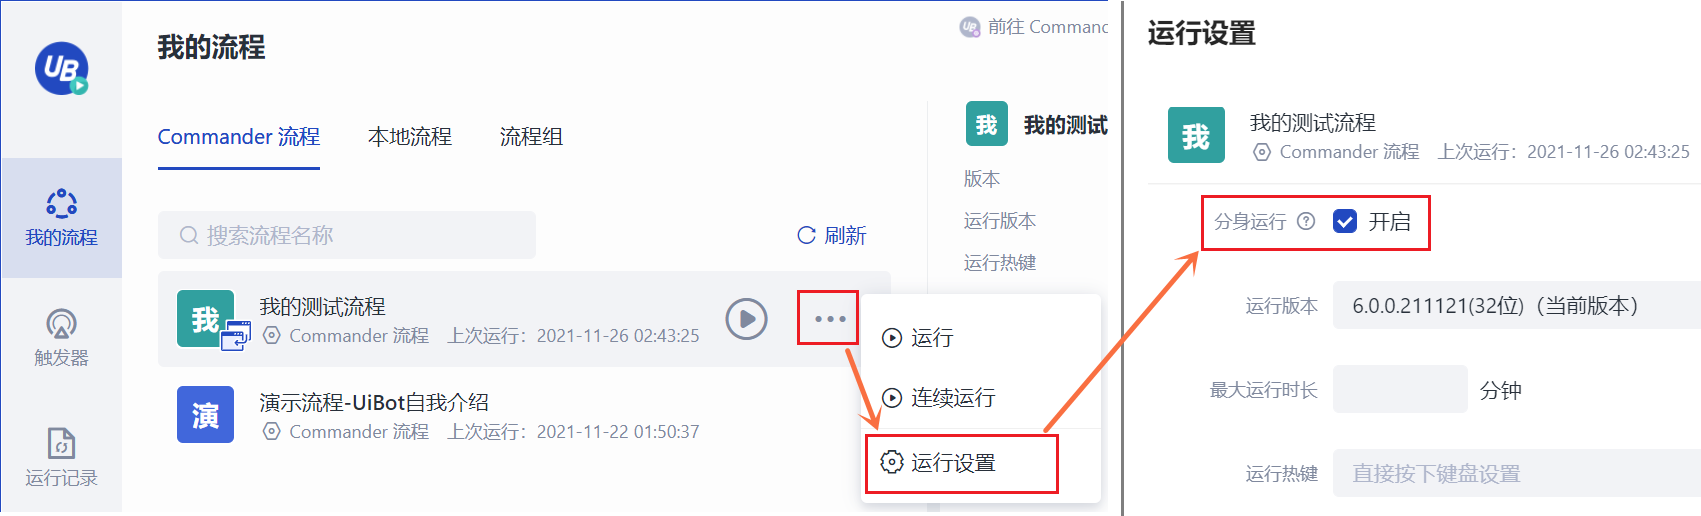 UB
我的流程
触发器
运行记录
我的流程
UB 前往 Commanc
Commander 流程 本地流程 流程组
搜索流程名称
刷新
我
我的测试流程
Commander 流程 上次运行：2021-11-26 02:43:25
演
演示流程-UiBot自我介绍
Commander 流程 上次运行：2021-11-22 01:50:37
我 我的测试
版本
运行版本
运行热键
运行
连续运行
运行设置
运行设置
我
我的测试流程
Commander 流程 上次运行：2021-11-26 02:43:25
分身运行 ? 开启
运行版本 6.0.0.211121(32位)（当前版本）
最大运行时长 分钟
运行热键 直接按下键盘设置